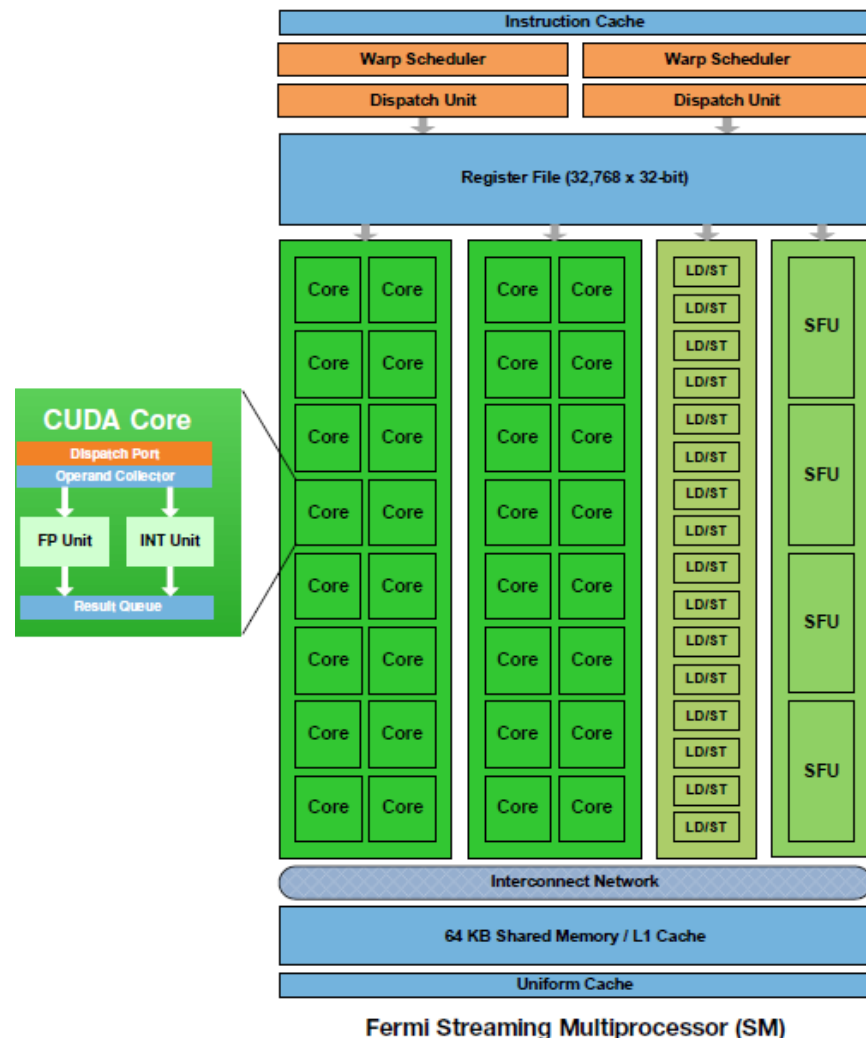 Instruction Cache
Warp Scheduler Warp Scheduler
Dispatch Unit Dispatch Unit
Register File (32,768 x 32-bit)
Core Core Core Core LD/ST SFU
LD/ST
Core Core Core Core LD/ST
LD/ST
Core Core Core Core LD/ST SFU
LD/ST
Core Core Core Core LD/ST
LD/ST
Core Core Core Core LD/ST SFU
LD/ST
Core Core Core Core LD/ST
LD/ST
Core Core Core Core LD/ST SFU
LD/ST
Core Core Core Core LD/ST
LD/ST
CUDA Core
Dispatch Port
Operand Collector
FP Unit INT Unit
Result Queue
Interconnect Network
64 KB Shared Memory / L1 Cache
Uniform Cache
Fermi Streaming Multiprocessor (SM)